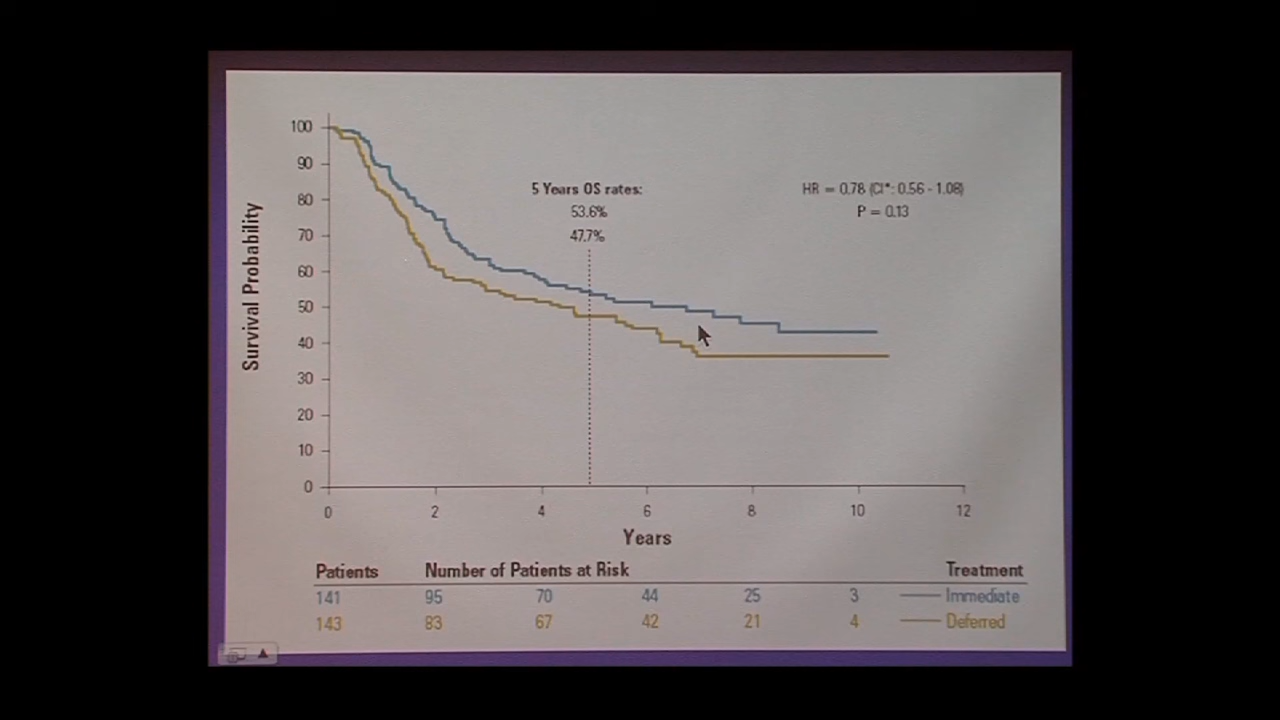 100
90
80
70
60
50
40
30
20
10
0
Survival Probability
5 Years OS rates:
53.6%
47.7%
HR = 0.78 (CI*: 0.56 - 1.08)
P = 0.13
0 2 4 6 8 10 12
Years
Patients Number of Patients at Risk Treatment
141 95 70 44 25 3 Immediate
143 83 67 42 21 4 Deferred